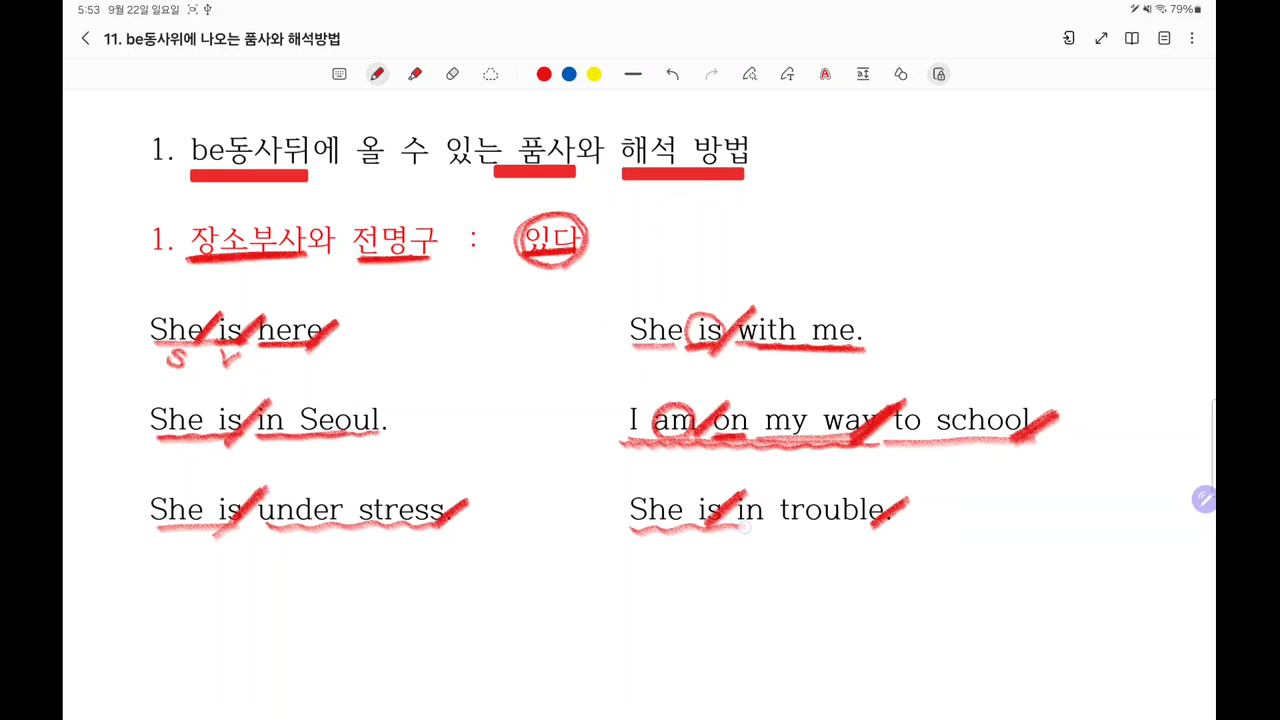 5:53 9월 22일 일요일
79%
11. be동사위에 나오는 품사와 해석방법
1. be동사뒤에 올 수 있는 품사와 해석 방법
1. 장소부사와 전명구 : 있다
She is here.
S V
She is with me.
She is in Seoul.
I am on my way to school.
She is under stress.
She is in trouble.